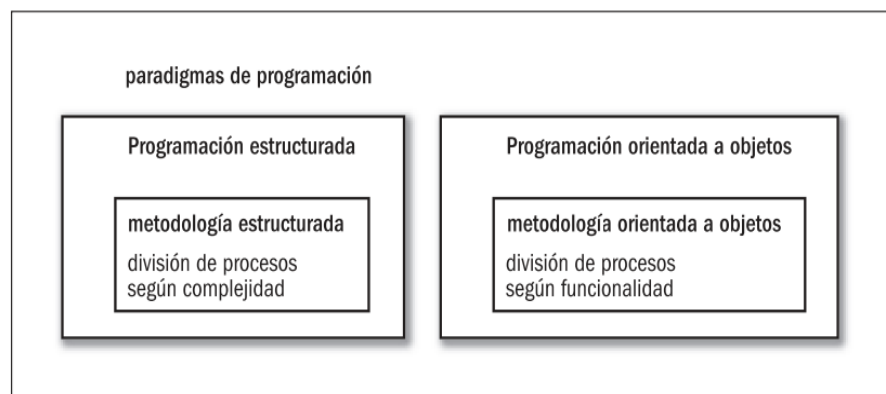 paradigmas de programación
Programación estructurada
metodología estructurada
división de procesos
según complejidad
Programación orientada a objetos
metodología orientada a objetos
división de procesos
según funcionalidad